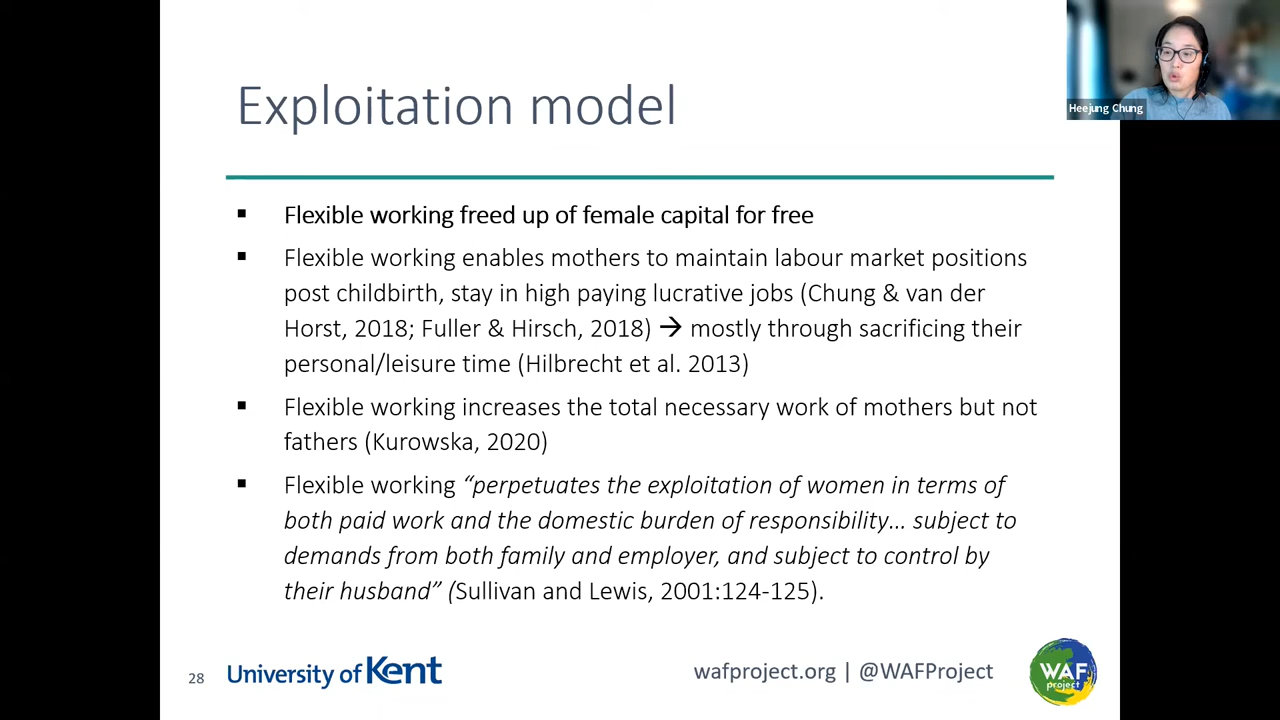 Heejung Chung
Exploitation model
▪ Flexible working freed up of female capital for free
▪ Flexible working enables mothers to maintain labour market positions
post childbirth, stay in high paying lucrative jobs (Chung & van der
Horst, 2018; Fuller & Hirsch, 2018) → mostly through sacrificing their
personal/leisure time (Hilbrecht et al. 2013)
▪ Flexible working increases the total necessary work of mothers but not
fathers (Kurowska, 2020)
▪ Flexible working “perpetuates the exploitation of women in terms of
both paid work and the domestic burden of responsibility... subject to
demands from both family and employer, and subject to control by
their husband” (Sullivan and Lewis, 2001:124-125).
28
University of Kent
wafproject.org | @WAFProject
WAF
project